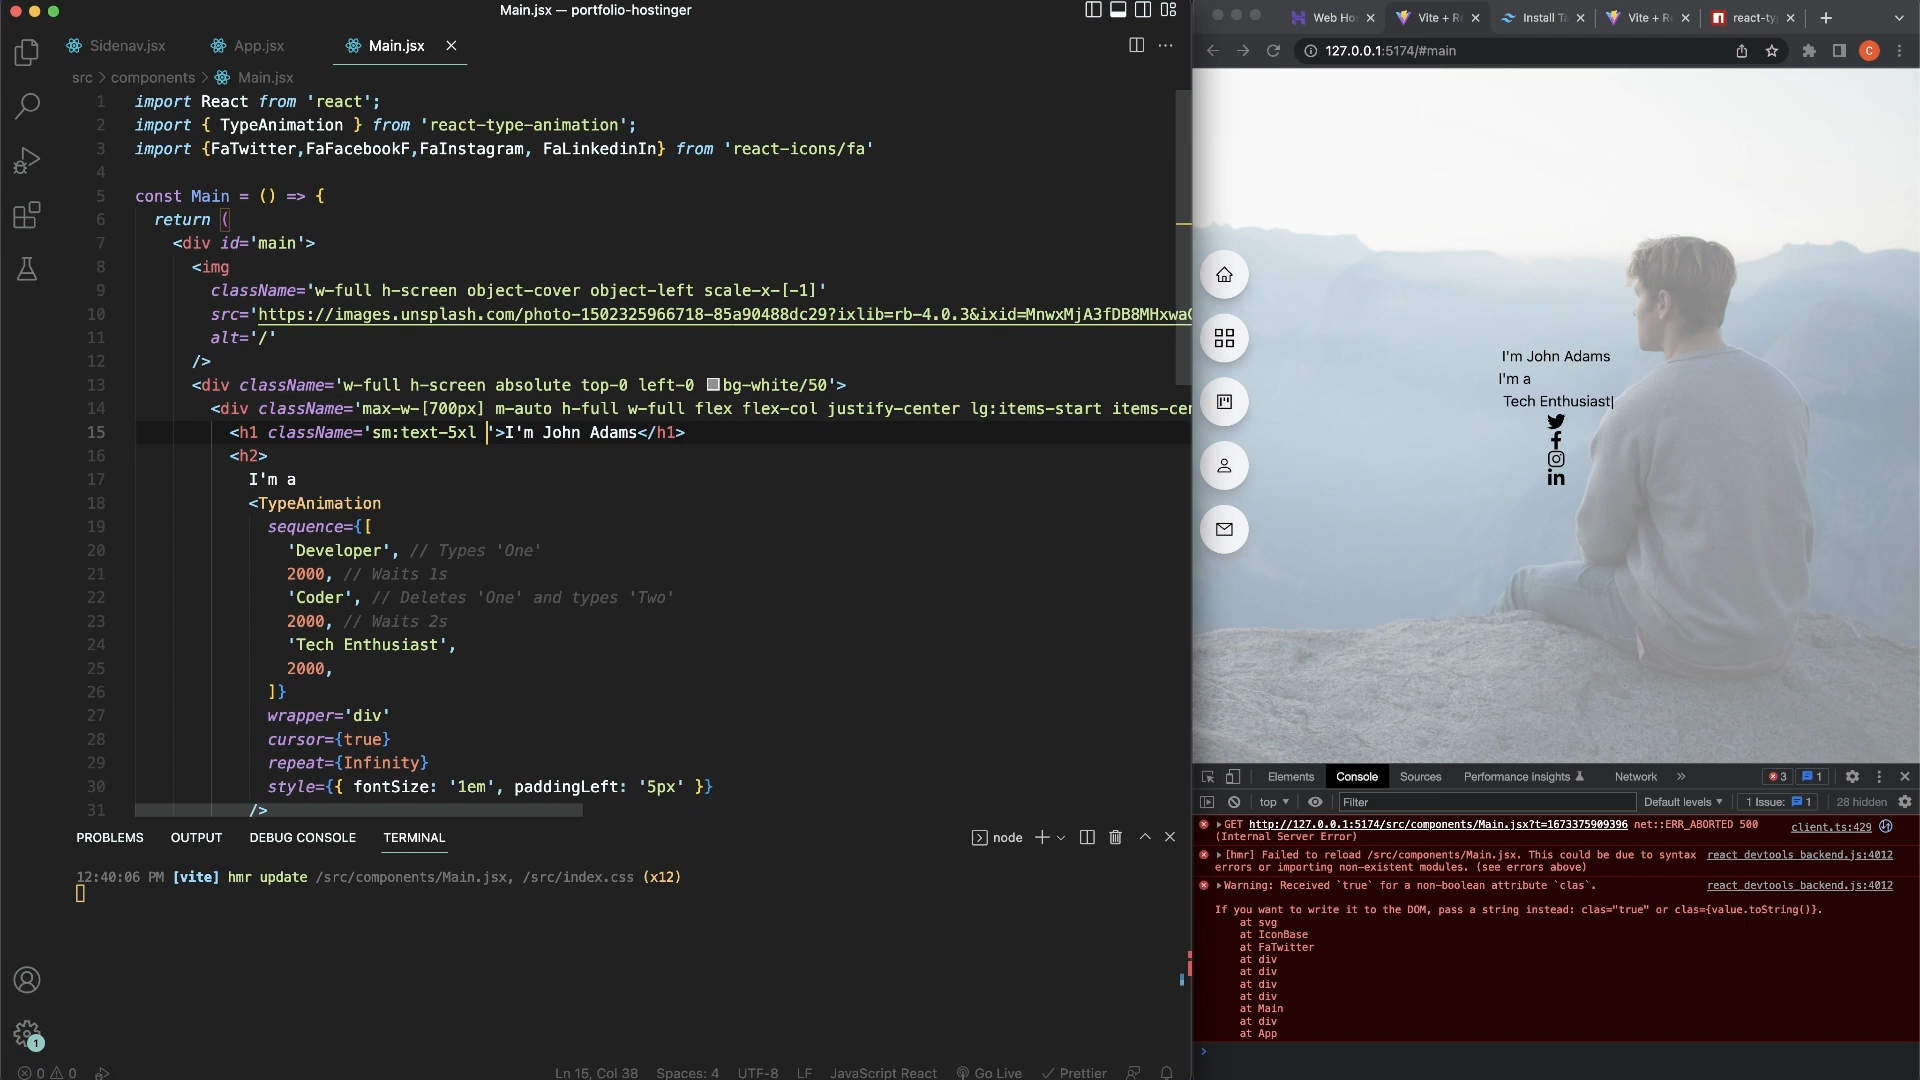 Main.jsx — portfolio-hostinger
Sidenav.jsx
App.jsx
Main.jsx
src > components > Main.jsx
1 import React from 'react';
2 import { TypeAnimation } from 'react-type-animation';
3 import {FaTwitter,FaFacebookF,FaInstagram, FaLinkedinIn} from 'react-icons/fa'
4
5 const Main = () => {
6 return (
7 <div id='main'>
8 <img
9 className='w-full h-screen object-cover object-left scale-x-[-1]'
10 src='https://images.unsplash.com/photo-1502325966718-85a90488dc29?ixlib=rb-4.0.3&ixid=MnwxMjA3fDB8MHxwa
11 alt='/'
12 />
13 <div className='w-full h-screen absolute top-0 left-0 bg-white/50'>
14 <div className='max-w-[700px] m-auto h-full w-full flex flex-col justify-center lg:items-start items-cen
15 <h1 className='sm:text-5xl '>I'm John Adams</h1>
16 <h2>
17 I'm a
18 <TypeAnimation
19 sequence={[
20 'Developer', // Types 'One'
21 2000, // Waits 1s
22 'Coder', // Deletes 'One' and types 'Two'
23 2000, // Waits 2s
24 'Tech Enthusiast',
25 2000,
26 ]}
27 wrapper='div'
28 cursor={true}
29 repeat={Infinity}
30 style={{ fontSize: '1em', paddingLeft: '5px' }}
31 />
PROBLEMS OUTPUT DEBUG CONSOLE TERMINAL
node
12:40:06 PM [vite] hmr update /src/components/Main.jsx, /src/index.css (x12)
1
0 0
Ln 15, Col 38 Spaces: 4 UTF-8 LF JavaScript React Go Live Prettier
Web Ho
Vite + R
Install Ta
Vite + R
react-ty
127.0.0.1:5174/#main
C
I'm John Adams
I'm a
Tech Enthusiast|
Elements Console Sources Performance insights Network » 3 1
top Filter Default levels 1 Issue: 1 28 hidden
GET http://127.0.0.1:5174/src/components/Main.jsx?t=1673375909396 net::ERR_ABORTED 500 client.ts:429
(Internal Server Error)
[hmr] Failed to reload /src/components/Main.jsx. This could be due to syntax react_devtools_backend.js:4012
errors or importing non-existent modules. (see errors above)
Warning: Received `true` for a non-boolean attribute `clas`. react_devtools_backend.js:4012
If you want to write it to the DOM, pass a string instead: clas="true" or clas={value.toString()}.
at svg
at IconBase
at FaTwitter
at div
at div
at div
at div
at Main
at div
at App